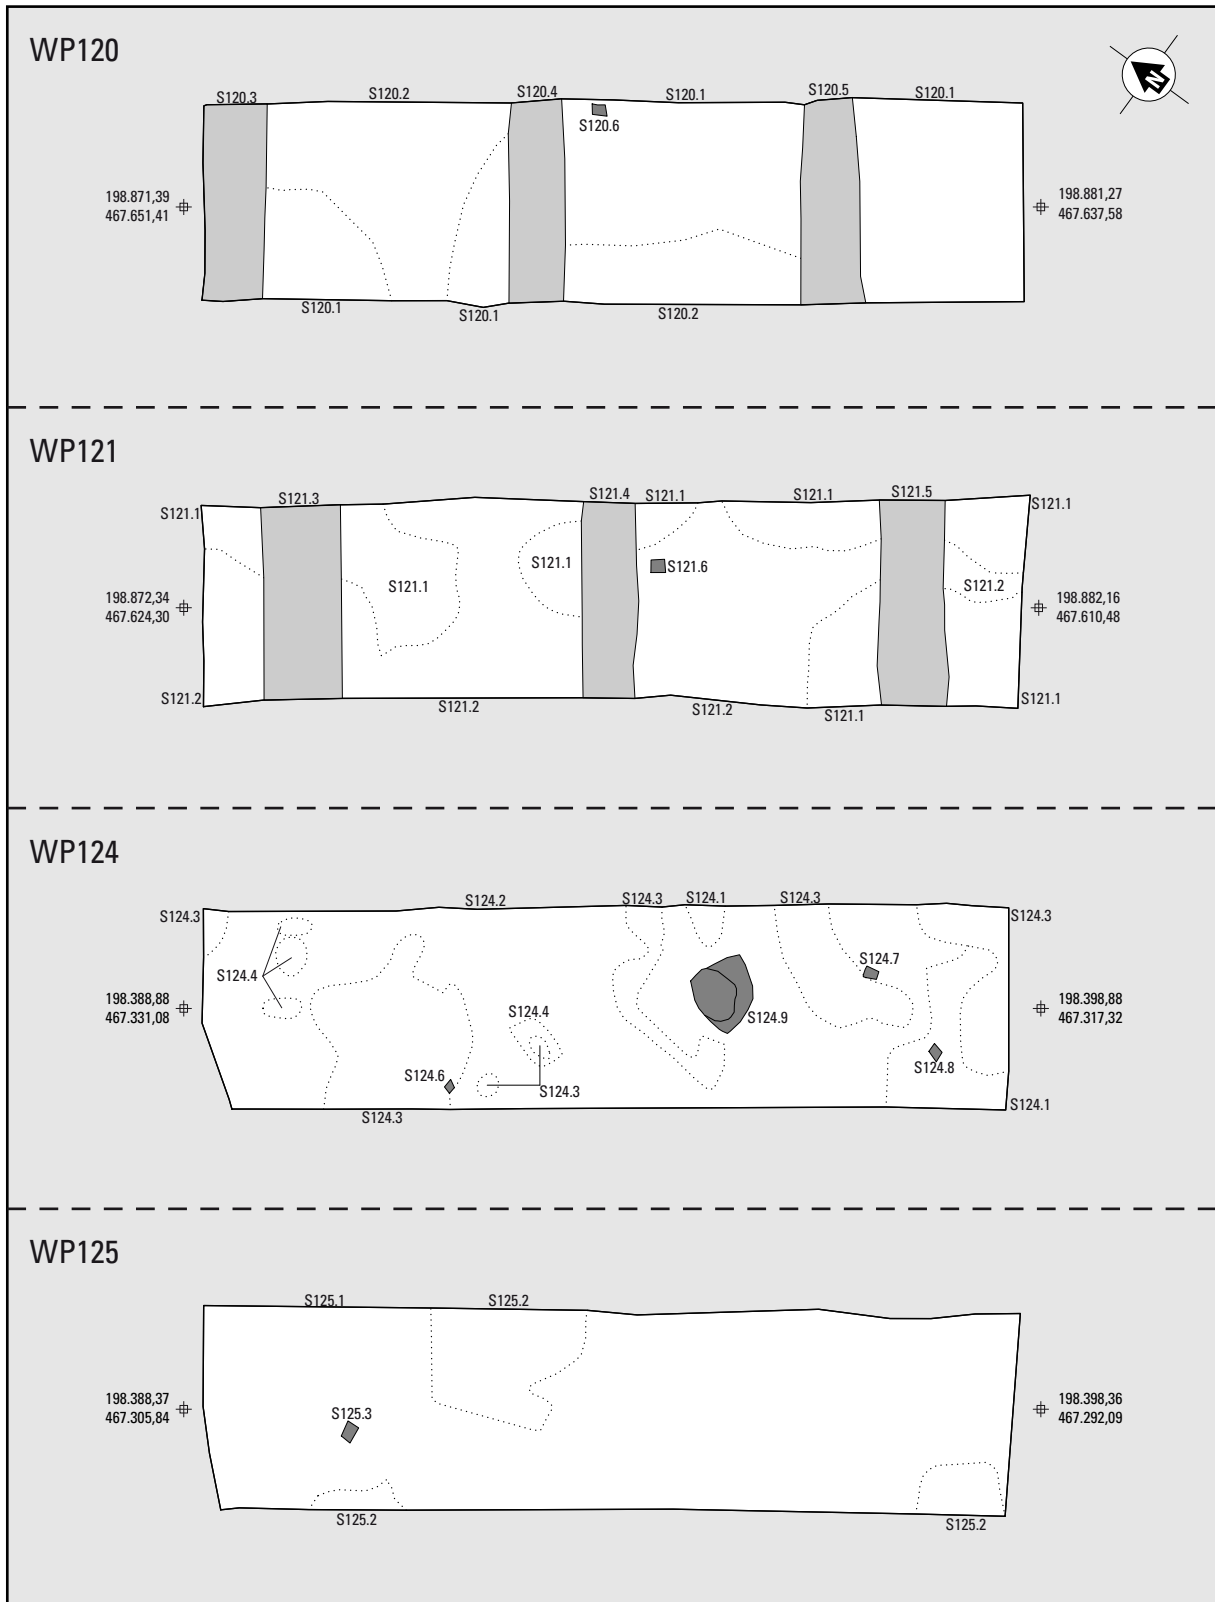 WP120
N
S120.3
S120.2
S120.4
S120.1
S120.5
S120.1
S120.6
198.871,39
467.651,41
198.881,27
467.637,58
S120.1
S120.1
S120.2
WP121
S121.1
S121.3
S121.4
S121.1
S121.1
S121.5
S121.1
S121.1
S121.1
S121.6
S121.2
198.872,34
467.624,30
198.882,16
467.610,48
S121.2
S121.2
S121.2
S121.1
S121.1
WP124
S124.3
S124.2
S124.3
S124.1
S124.3
S124.3
S124.4
S124.7
198.388,88
467.331,08
S124.4
S124.9
198.398,88
467.317,32
S124.6
S124.3
S124.8
S124.3
S124.1
WP125
S125.1
S125.2
198.388,37
467.305,84
S125.3
198.398,36
467.292,09
S125.2
S125.2